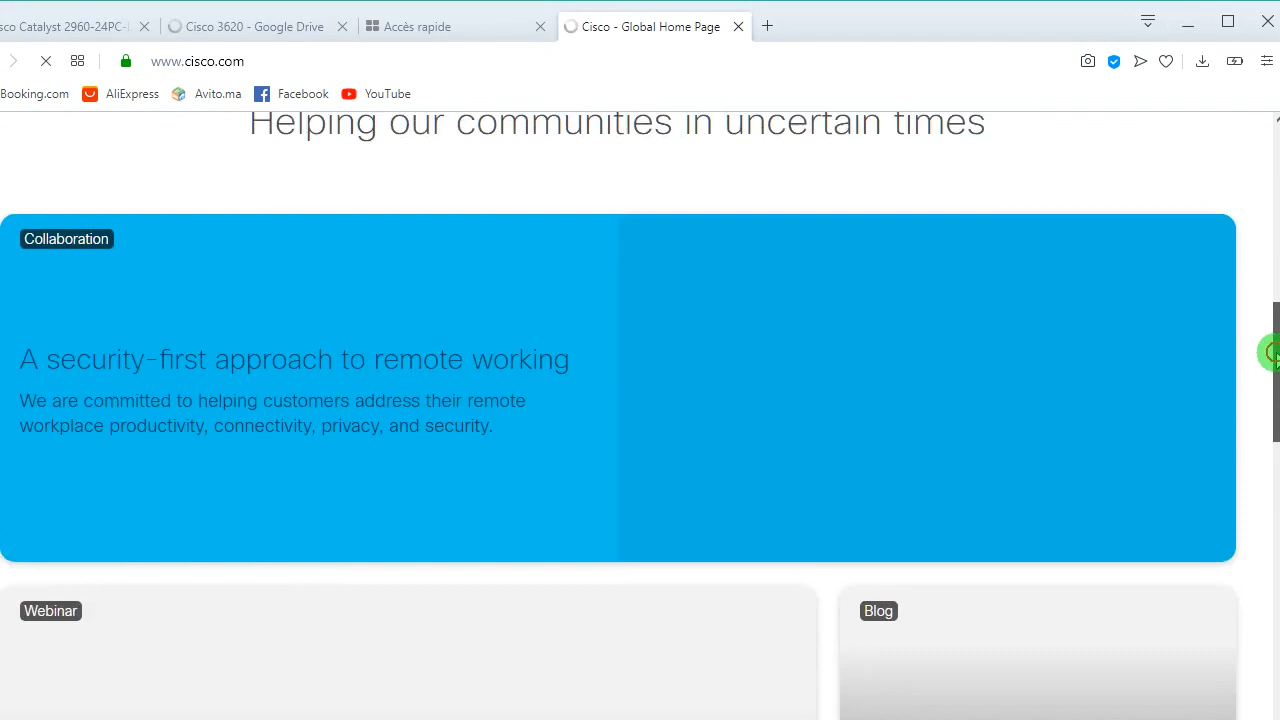 sco Catalyst 2960-24PC-L
Cisco 3620 - Google Drive
Accès rapide
Cisco - Global Home Page
www.cisco.com
Booking.com
AliExpress
Avito.ma
Facebook
YouTube
Helping our communities in uncertain times
Collaboration
A security-first approach to remote working
We are committed to helping customers address their remote
workplace productivity, connectivity, privacy, and security.
Webinar
Blog